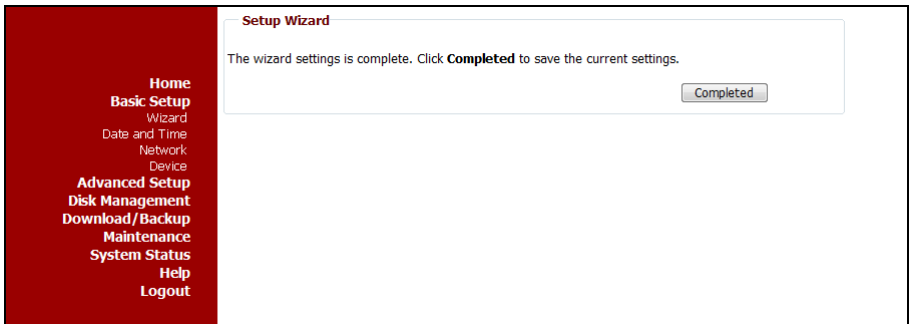 Setup Wizard
The wizard settings is complete. Click Completed to save the current settings.
Completed
Home
Basic Setup
Wizard
Date and Time
Network
Device
Advanced Setup
Disk Management
Download/Backup
Maintenance
System Status
Help
Logout